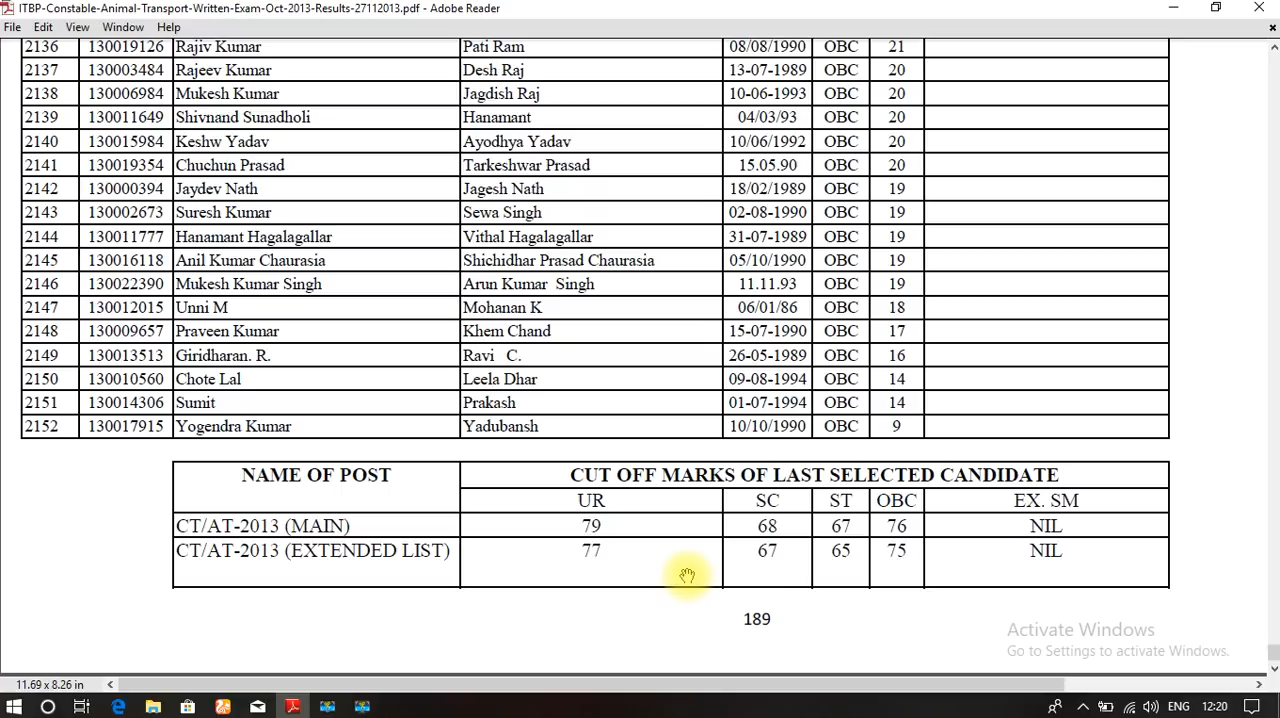 ITBP-Constable-Animal-Transport-Written-Exam-Oct-2013-Results-27112013.pdf - Adobe Reader
File Edit View Window Help
2136 130019126 Rajiv Kumar Pati Ram 08/08/1990 OBC 21
2137 130003484 Rajeev Kumar Desh Raj 13-07-1989 OBC 20
2138 130006984 Mukesh Kumar Jagdish Raj 10-06-1993 OBC 20
2139 130011649 Shivnand Sunadholi Hanamant 04/03/93 OBC 20
2140 130015984 Keshw Yadav Ayodhya Yadav 10/06/1992 OBC 20
2141 130019354 Chuchun Prasad Tarkeshwar Prasad 15.05.90 OBC 20
2142 130000394 Jaydev Nath Jagesh Nath 18/02/1989 OBC 19
2143 130002673 Suresh Kumar Sewa Singh 02-08-1990 OBC 19
2144 130011777 Hanamant Hagalagallar Vithal Hagalagallar 31-07-1989 OBC 19
2145 130016118 Anil Kumar Chaurasia Shichidhar Prasad Chaurasia 05/10/1990 OBC 19
2146 130022390 Mukesh Kumar Singh Arun Kumar Singh 11.11.93 OBC 19
2147 130012015 Unni M Mohanan K 06/01/86 OBC 18
2148 130009657 Praveen Kumar Khem Chand 15-07-1990 OBC 17
2149 130013513 Giridharan. R. Ravi C. 26-05-1989 OBC 16
2150 130010560 Chote Lal Leela Dhar 09-08-1994 OBC 14
2151 130014306 Sumit Prakash 01-07-1994 OBC 14
2152 130017915 Yogendra Kumar Yadubansh 10/10/1990 OBC 9
NAME OF POST CUT OFF MARKS OF LAST SELECTED CANDIDATE
UR SC ST OBC EX. SM
CT/AT-2013 (MAIN) 79 68 67 76 NIL
CT/AT-2013 (EXTENDED LIST) 77 67 65 75 NIL
189
Activate Windows
Go to Settings to activate Windows.
11.69 x 8.26 in
ENG 12:20